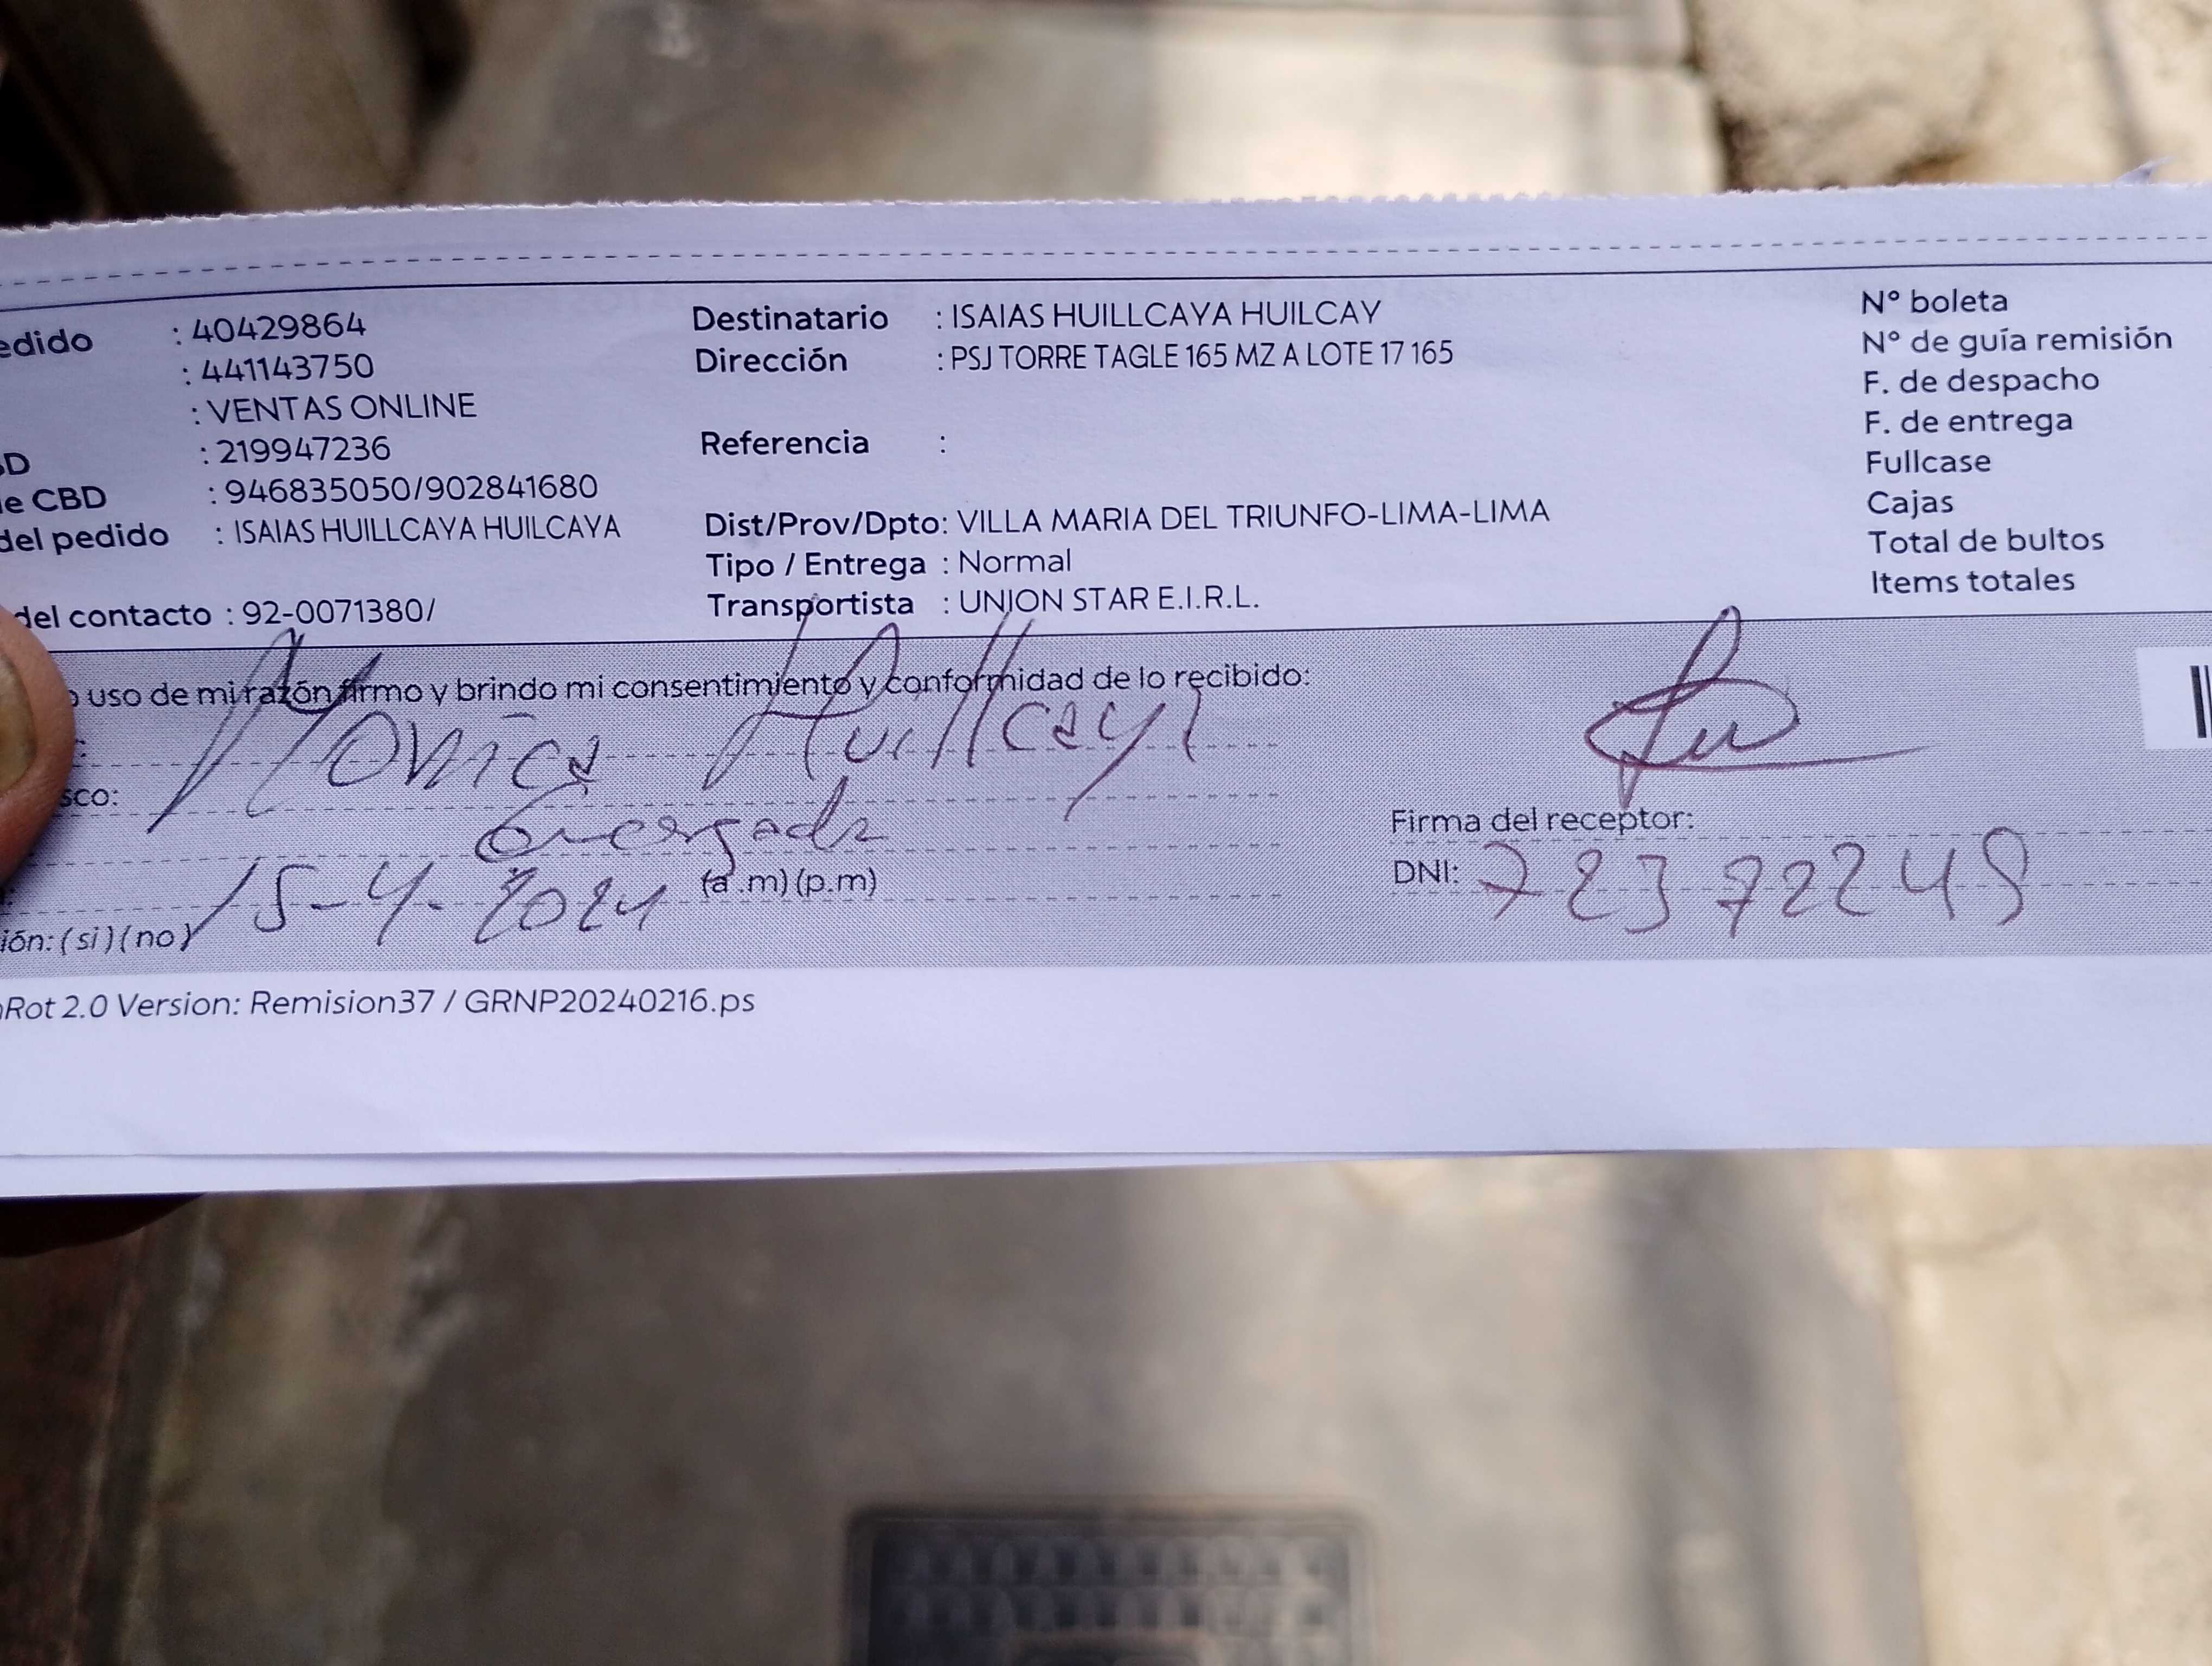 edido : 40429864
: 441143750
: VENTAS ONLINE
D : 219947236
e CBD : 946835050/902841680
del pedido : ISAIAS HUILLCAYA HUILCAYA
del contacto : 92-0071380/
Destinatario : ISAIAS HUILLCAYA HUILCAY
Dirección : PSJ TORRE TAGLE 165 MZ A LOTE 17 165
Referencia :
Dist/Prov/Dpto: VILLA MARIA DEL TRIUNFO-LIMA-LIMA
Tipo / Entrega : Normal
Transportista : UNION STAR E.I.R.L.
N° boleta
N° de guía remisión
F. de despacho
F. de entrega
Fullcase
Cajas
Total de bultos
Items totales
o uso de mi razón firmo y brindo mi consentimiento y conformidad de lo recibido:
Monica Huillcayi
sco:
Encargada
15-4-2024 (a.m) (p.m)
ión: (si) (no)
Firma del receptor:
DNI: 72372249
Rot 2.0 Version: Remision37 / GRNP20240216.ps